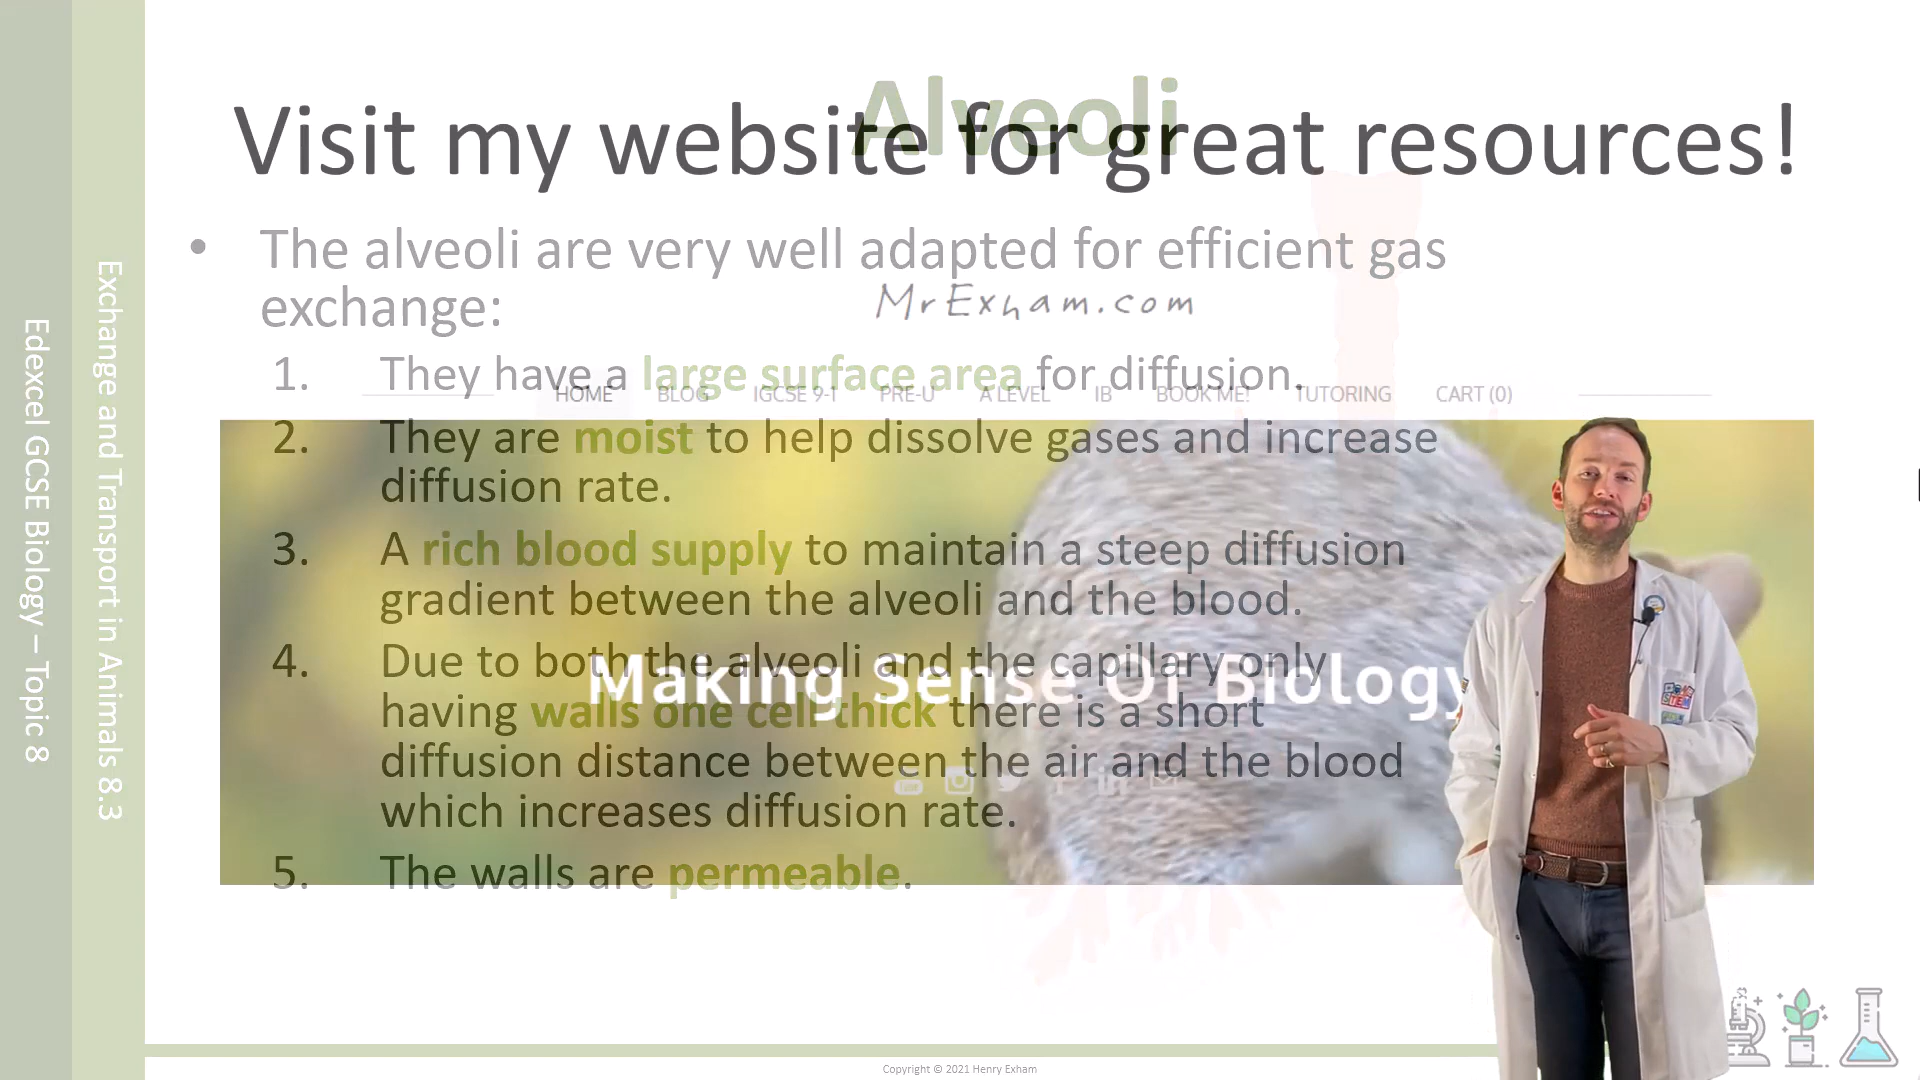 Alveoli
Visit my website for great resources!
• The alveoli are very well adapted for efficient gas
exchange:
MrExham.com
1. They have a large surface area for diffusion.
HOME BLOG IGCSE 9-1 PRE-U A LEVEL IB BOOK ME! TUTORING CART (0)
2. They are moist to help dissolve gases and increase
diffusion rate.
3. A rich blood supply to maintain a steep diffusion
gradient between the alveoli and the blood.
4. Due to both the alveoli and the capillary only
Making Sense Of Biology
having walls one cell thick there is a short
diffusion distance between the air and the blood
which increases diffusion rate.
5. The walls are permeable.
Exchange and Transport in Animals 8.3
Edexcel GCSE Biology – Topic 8
Copyright © 2021 Henry Exham